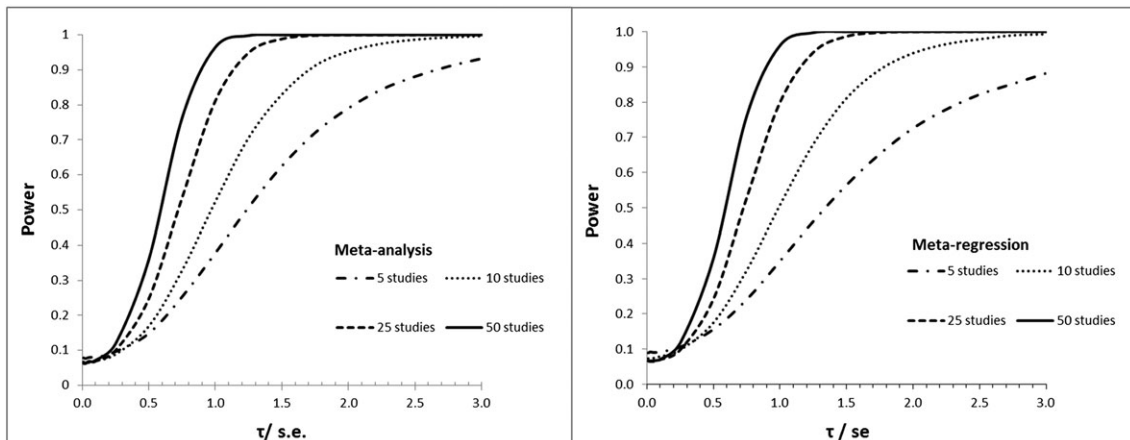 1
0.9
0.8
0.7
0.6
0.5
0.4
0.3
0.2
0.1
0
Power
0.0 0.5 1.0 1.5 2.0 2.5 3.0
τ/ s.e.
Meta-analysis
5 studies 10 studies
25 studies 50 studies
1.0
0.9
0.8
0.7
0.6
0.5
0.4
0.3
0.2
0.1
0.0
Power
0.0 0.5 1.0 1.5 2.0 2.5 3.0
τ / se
Meta-regression
5 studies 10 studies
25 studies 50 studies